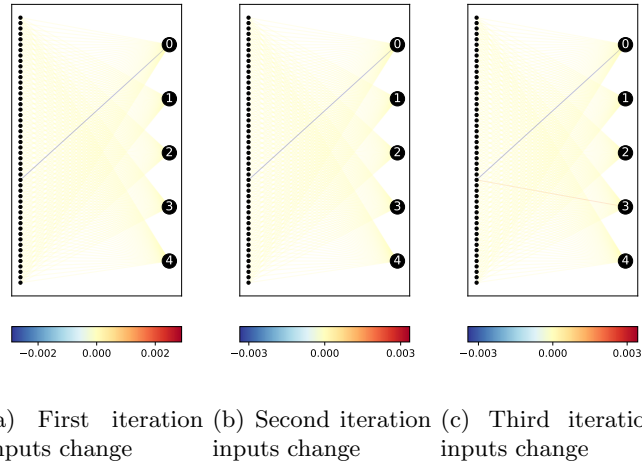 0 0 0
1 1 1
2 2 2
3 3 3
4 4 4
−0.002 0.000 0.002 −0.003 0.000 0.003 −0.003 0.000 0.003
a) First iteration (b) Second iteration (c) Third iteratio
nputs change inputs change inputs change